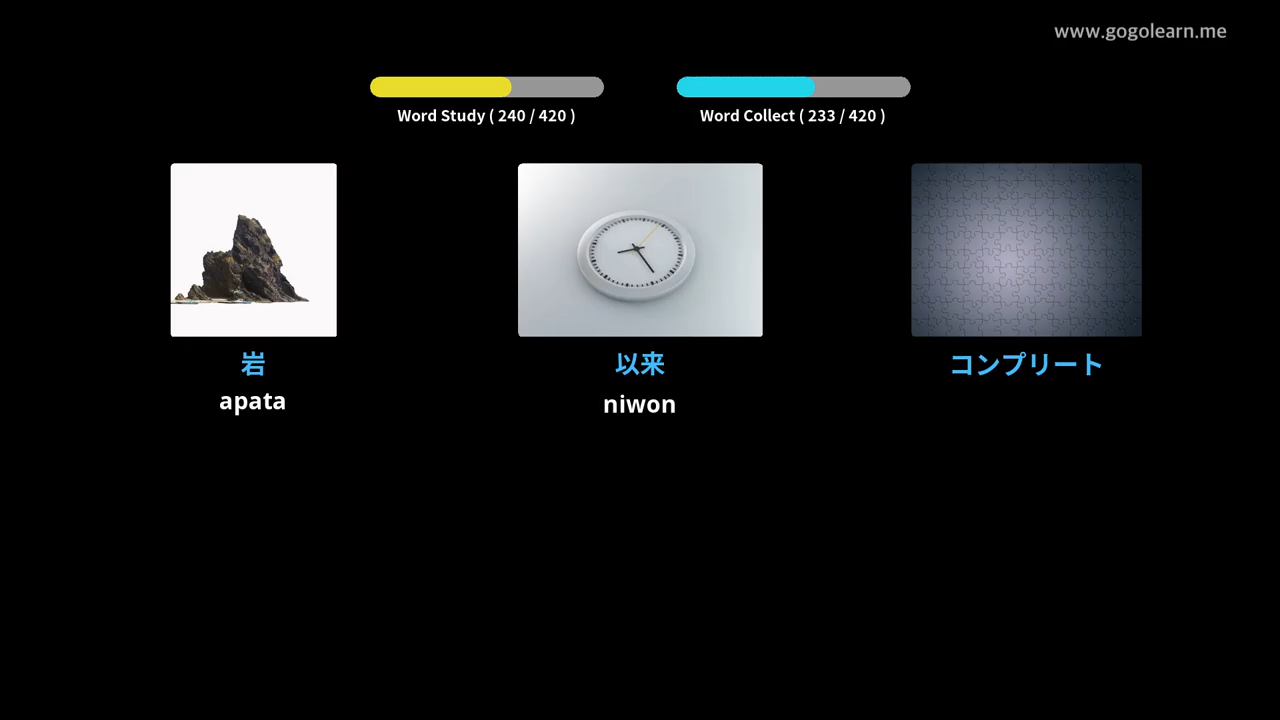 www.gogolearn.me
Word Study ( 240 / 420 )
Word Collect ( 233 / 420 )
岩
以来
コンプリート
apata
niwon